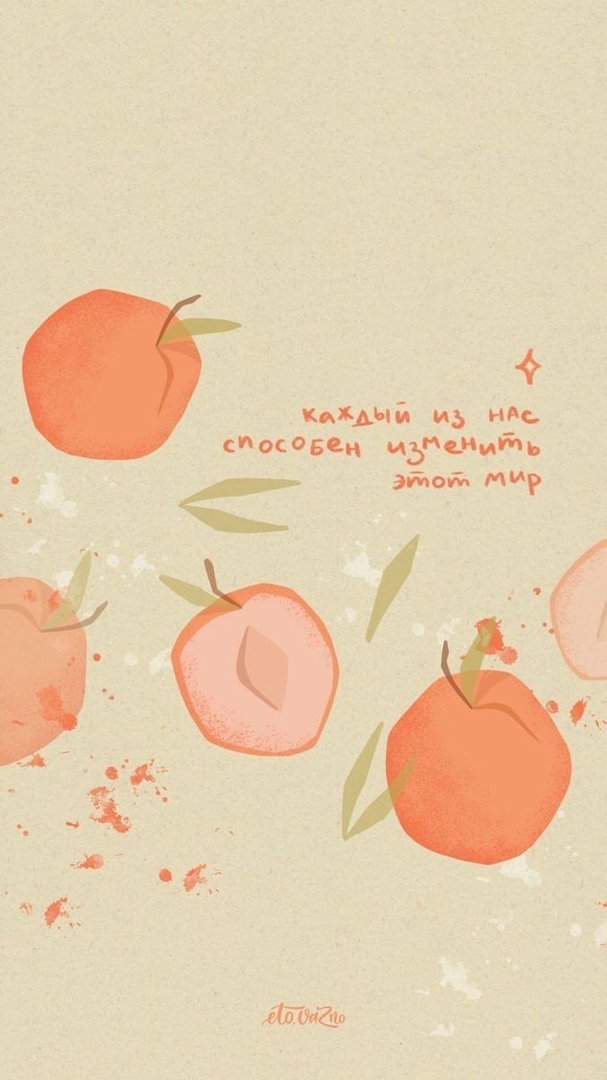 каждый из нас
способен изменить
этот мир
eto.vazno